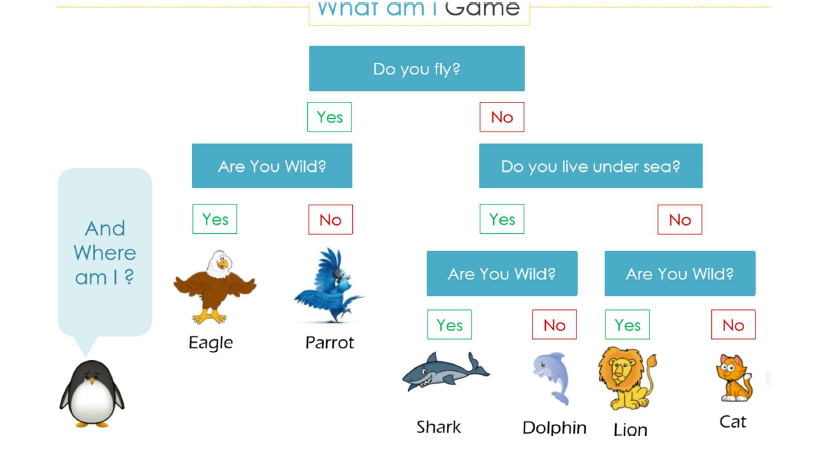 What am i Game
Do you fly?
Yes
No
Are You Wild?
Do you live under sea?
Yes
No
Yes
No
And
Where
am I ?
Are You Wild?
Are You Wild?
Yes
No
Yes
No
Eagle
Parrot
Shark
Dolphin
Lion
Cat